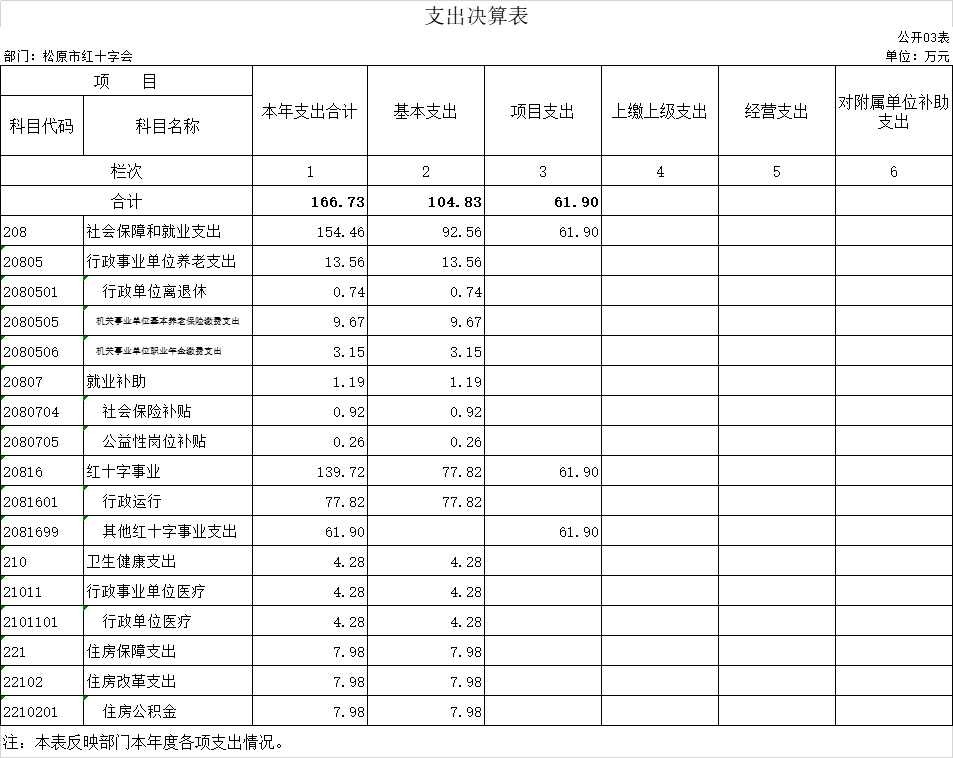 支出决算表
公开03表
部门：松原市红十字会 单位：万元
项 目 本年支出合计 基本支出 项目支出 上缴上级支出 经营支出 对附属单位补助支出
科目代码 科目名称
栏次 1 2 3 4 5 6
合计 166.73 104.83 61.90
208 社会保障和就业支出 154.46 92.56 61.90
20805 行政事业单位养老支出 13.56 13.56
2080501 行政单位离退休 0.74 0.74
2080505 机关事业单位基本养老保险缴费支出 9.67 9.67
2080506 机关事业单位职业年金缴费支出 3.15 3.15
20807 就业补助 1.19 1.19
2080704 社会保险补贴 0.92 0.92
2080705 公益性岗位补贴 0.26 0.26
20816 红十字事业 139.72 77.82 61.90
2081601 行政运行 77.82 77.82
2081699 其他红十字事业支出 61.90 61.90
210 卫生健康支出 4.28 4.28
21011 行政事业单位医疗 4.28 4.28
2101101 行政单位医疗 4.28 4.28
221 住房保障支出 7.98 7.98
22102 住房改革支出 7.98 7.98
2210201 住房公积金 7.98 7.98
注：本表反映部门本年度各项支出情况。